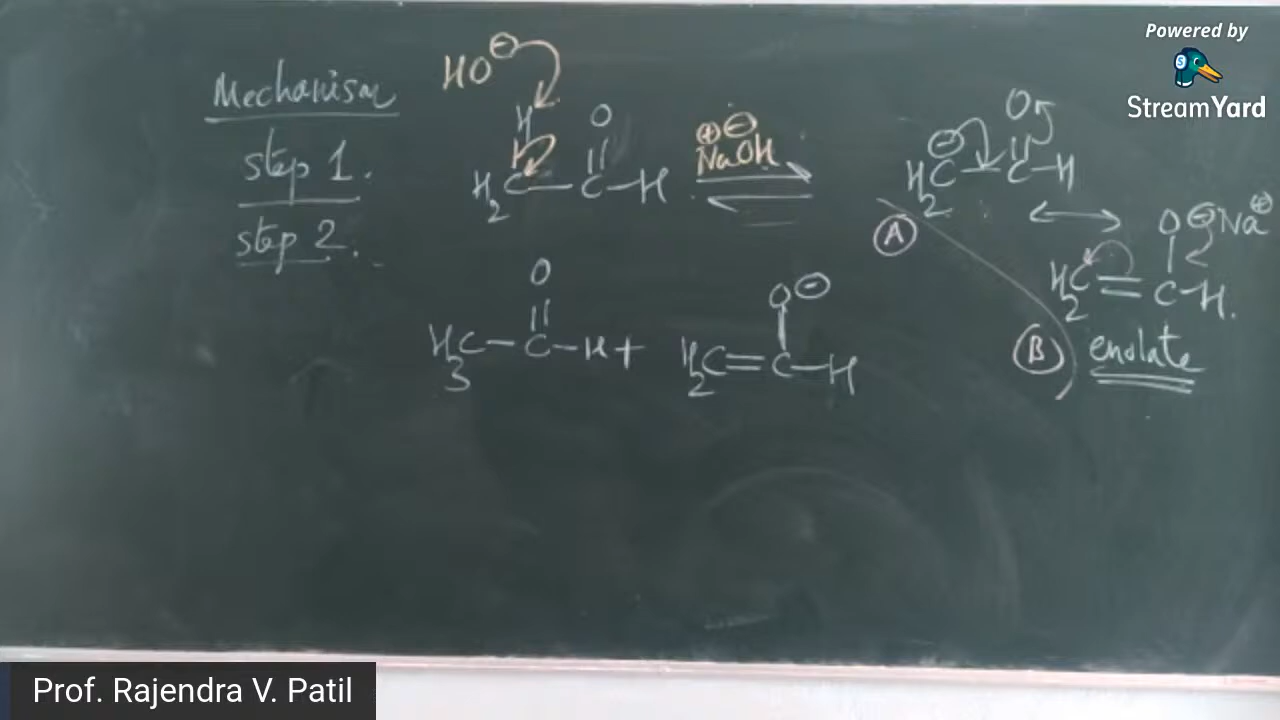 Powered by
StreamYard
Mechanism
step 1.
step 2.
HO⊖
H O
H2C—C—H
⊕⊖
NaOH
O
⊖
H2C—C—H
Ⓐ
O⊖Na⊕
H2C=C—H.
Ⓑ enolate
O
H3C—C—H+
O⊖
H2C=C—H
Prof. Rajendra V. Patil